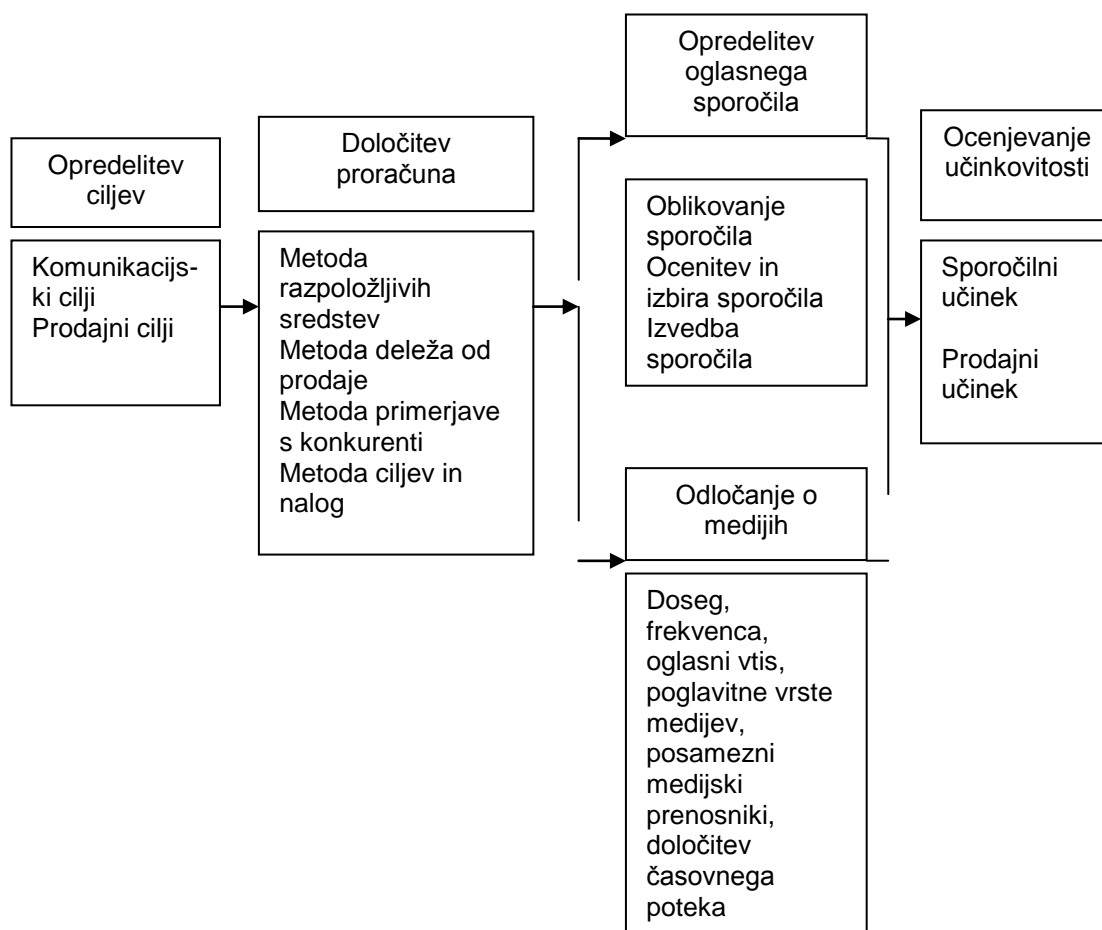 Opredelitev
ciljev
Komunikacijs-
ki cilji
Prodajni cilji
Določitev
proračuna
Metoda
razpoložljivih
sredstev
Metoda deleža od
prodaje
Metoda primerjave
s konkurenti
Metoda ciljev in
nalog
Opredelitev
oglasnega
sporočila
Oblikovanje
sporočila
Ocenitev in
izbira sporočila
Izvedba
sporočila
Odločanje o
medijih
Doseg,
frekvenca,
oglasni vtis,
poglavitne vrste
medijev,
posamezni
medijski
prenosniki,
določitev
časovnega
poteka
Ocenjevanje
učinkovitosti
Sporočilni
učinek
Prodajni
učinek